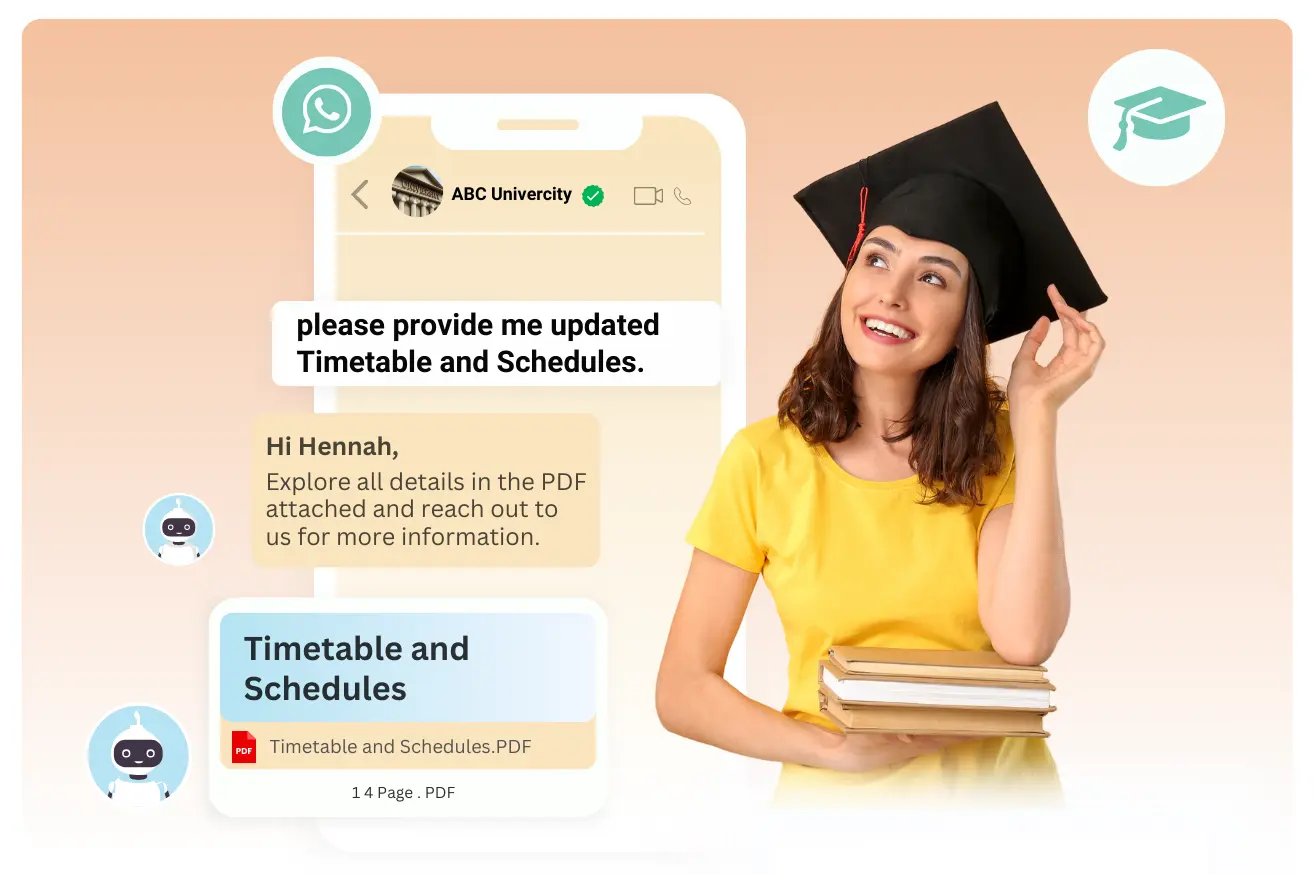 ABC Univercity
please provide me updated
Timetable and Schedules.
Hi Hennah,
Explore all details in the PDF
attached and reach out to
us for more information.
Timetable and
Schedules
PDF
Timetable and Schedules.PDF
1 4 Page . PDF